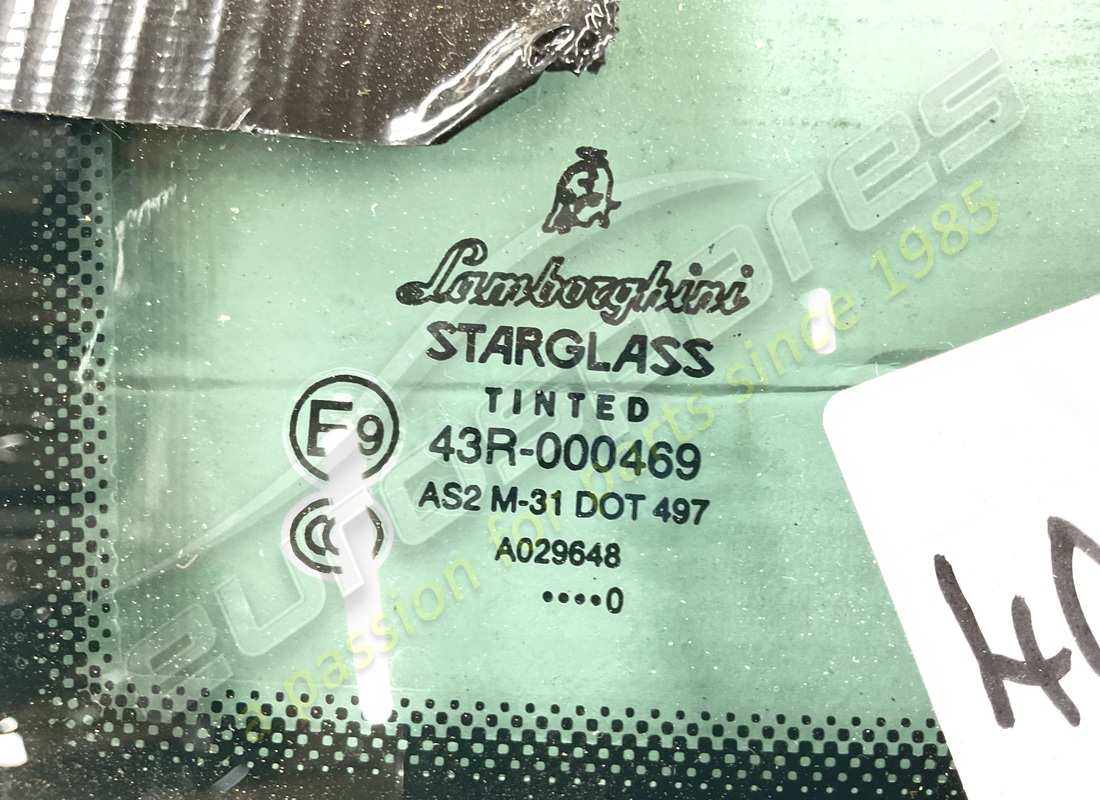 Lamborghini
STARGLASS
TINTED
E9
43R-000469
AS2 M-31 DOT 497
A029648
••••0
eurospares
a passion for parts since 1985